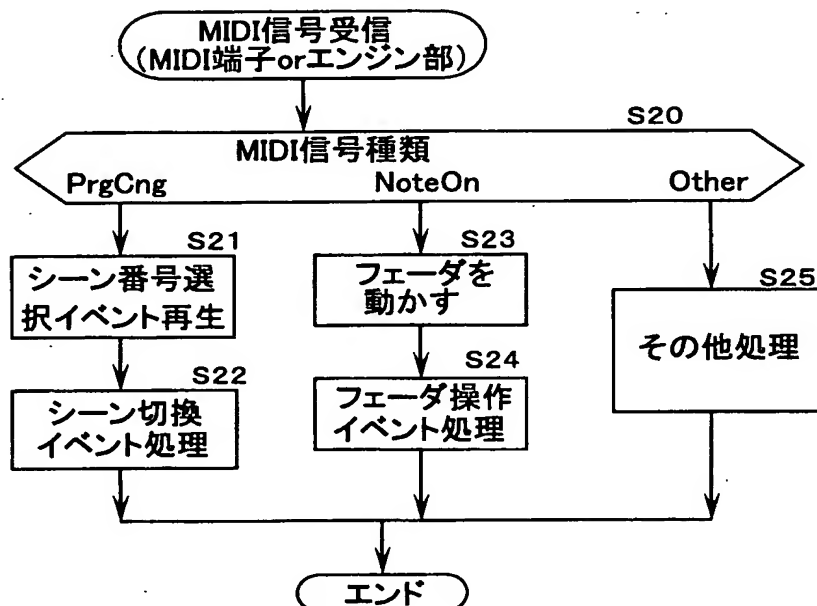 MIDI信号受信
(MIDI端子orエンジン部)
S20
MIDI信号種類
PrgCng
NoteOn
Other
S21
シーン番号選
択イベント再生
S22
シーン切換
イベント処理
S23
フェーダを
動かす
S24
フェーダ操作
イベント処理
S25
その他処理
エンド